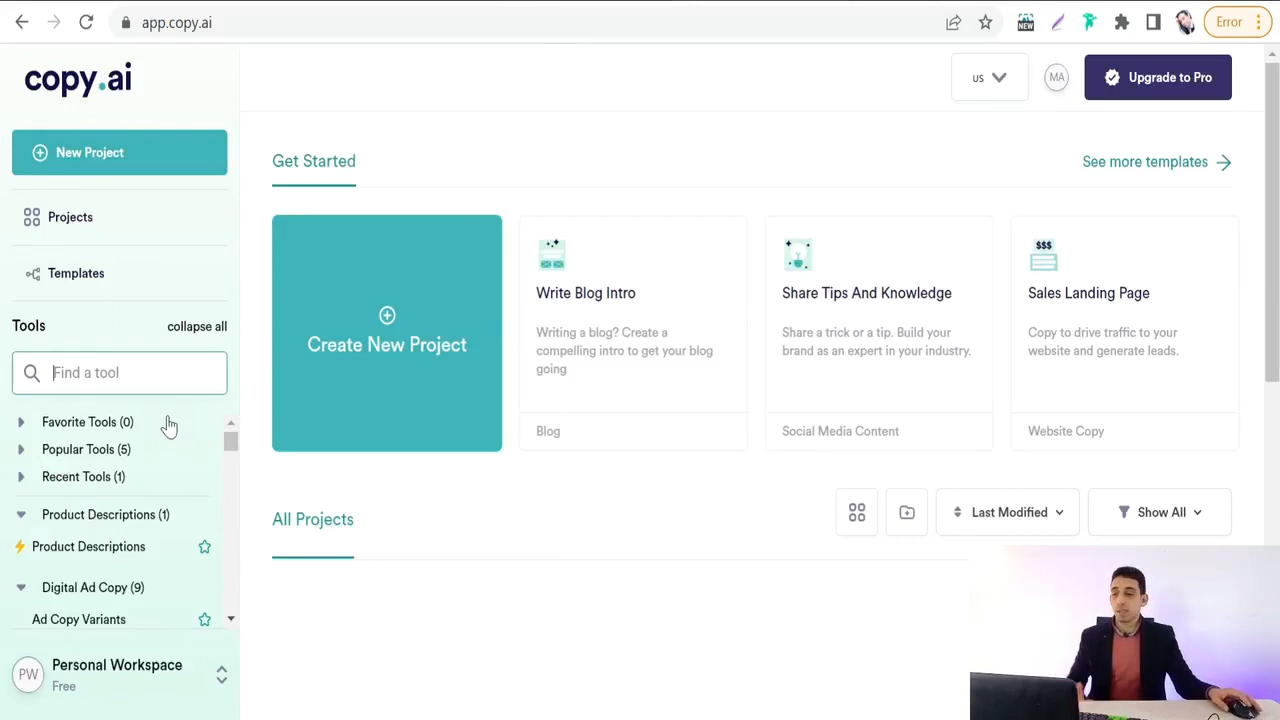 app.copy.ai
NEW
Error
copy.ai
US
MA
Upgrade to Pro
New Project
Projects
Templates
Tools
collapse all
Find a tool
Favorite Tools (0)
Popular Tools (5)
Recent Tools (1)
Product Descriptions (1)
Product Descriptions
Digital Ad Copy (9)
Ad Copy Variants
PW
Personal Workspace
Free
Get Started
See more templates
Create New Project
Write Blog Intro
Writing a blog? Create a
compelling intro to get your blog
going
Blog
Share Tips And Knowledge
Share a trick or a tip. Build your
brand as an expert in your industry.
Social Media Content
$$$
Sales Landing Page
Copy to drive traffic to your
website and generate leads.
Website Copy
All Projects
Last Modified
Show All